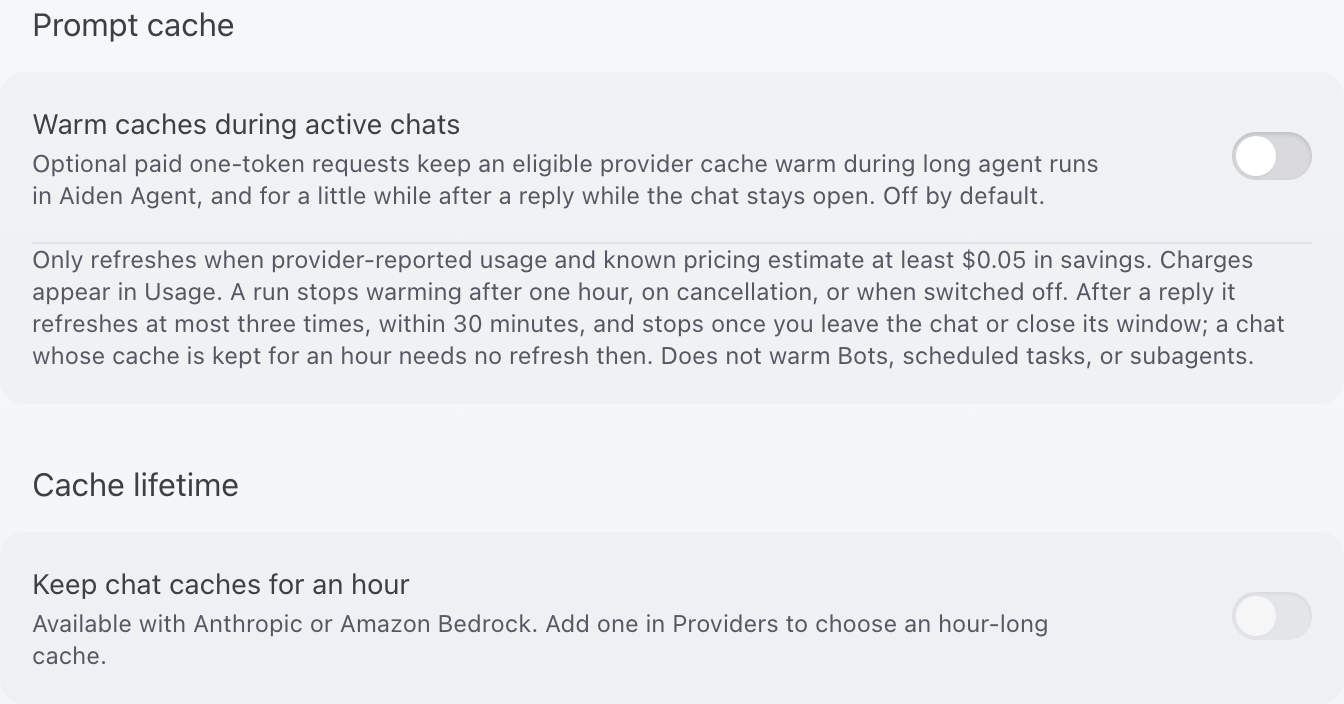 Prompt cache
Warm caches during active chats
Optional paid one-token requests keep an eligible provider cache warm during long agent runs
in Aiden Agent, and for a little while after a reply while the chat stays open. Off by default.
Only refreshes when provider-reported usage and known pricing estimate at least $0.05 in savings. Charges
appear in Usage. A run stops warming after one hour, on cancellation, or when switched off. After a reply it
refreshes at most three times, within 30 minutes, and stops once you leave the chat or close its window; a chat
whose cache is kept for an hour needs no refresh then. Does not warm Bots, scheduled tasks, or subagents.
Cache lifetime
Keep chat caches for an hour
Available with Anthropic or Amazon Bedrock. Add one in Providers to choose an hour-long
cache.